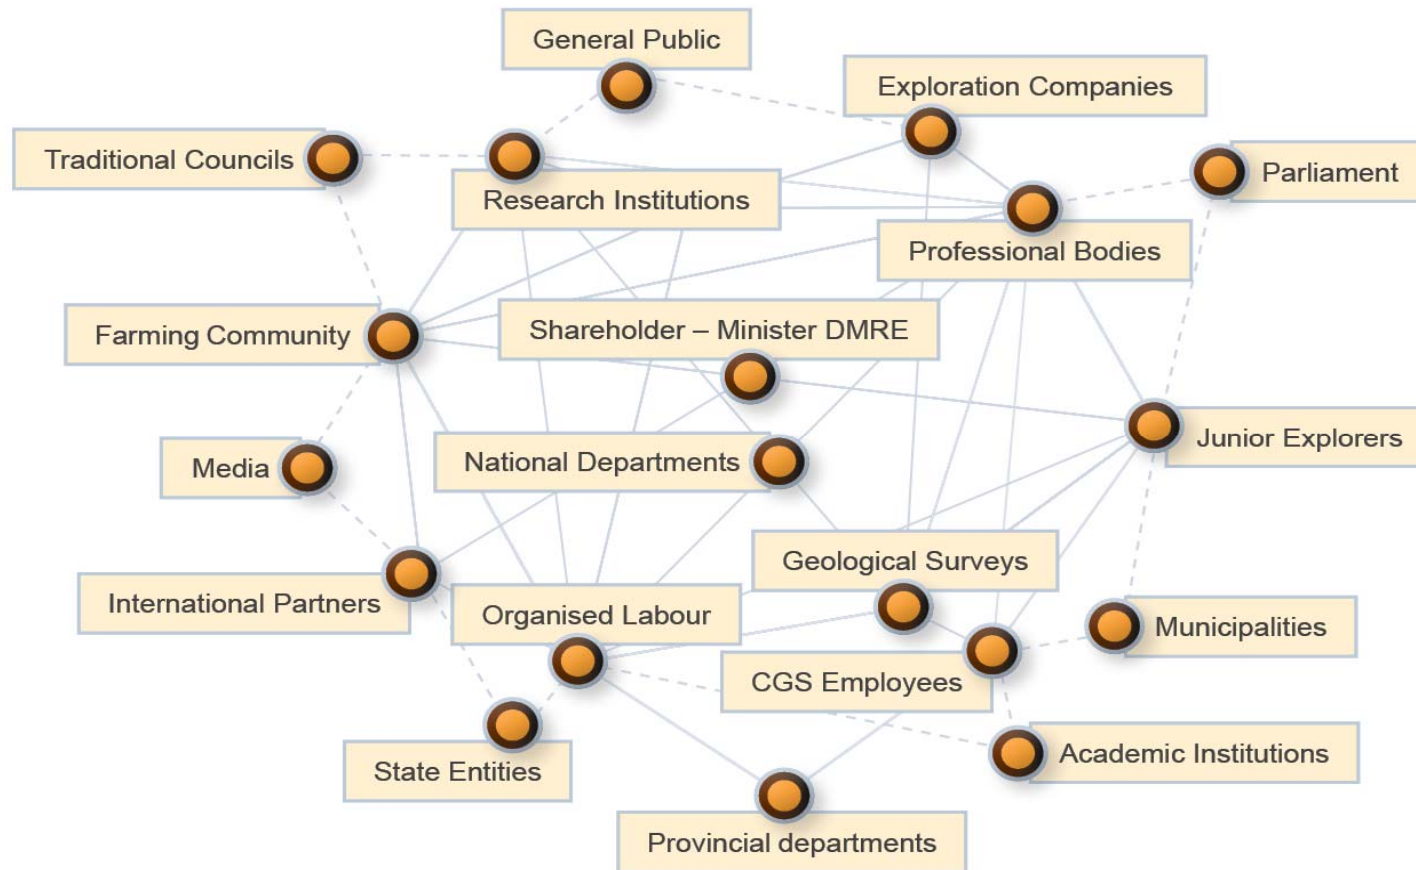 General Public
Exploration Companies
Traditional Councils
Parliament
Research Institutions
Professional Bodies
Farming Community
Shareholder – Minister DMRE
Junior Explorers
Media
National Departments
Geological Surveys
International Partners
Organised Labour
Municipalities
CGS Employees
State Entities
Academic Institutions
Provincial departments